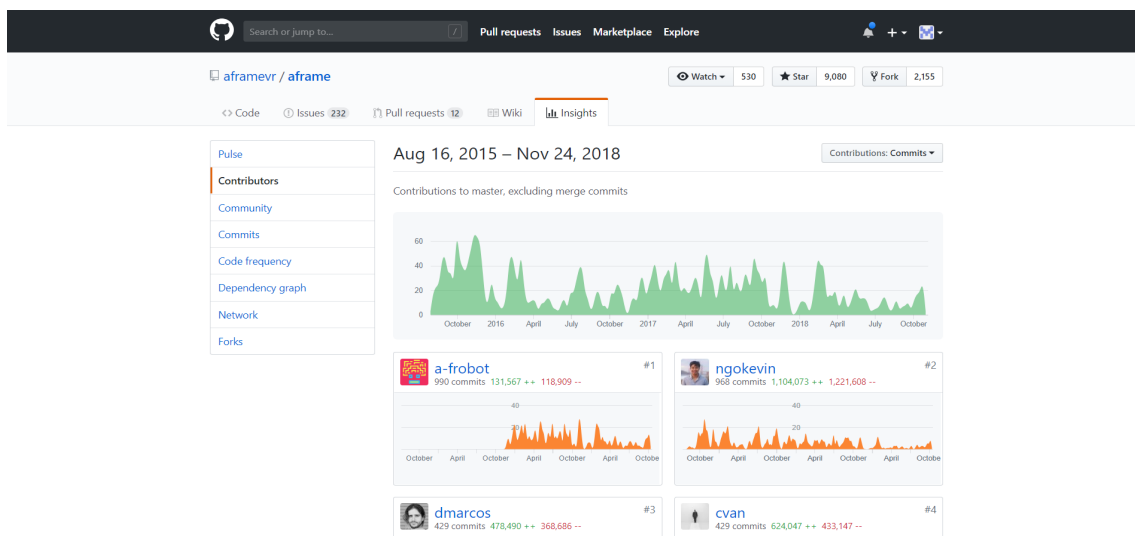 Search or jump to... / Pull requests Issues Marketplace Explore
aframevr / aframe Watch 530 Star 9,080 Fork 2,155
Code Issues 232 Pull requests 12 Wiki Insights
Pulse
Contributors
Community
Commits
Code frequency
Dependency graph
Network
Forks
Aug 16, 2015 – Nov 24, 2018 Contributions: Commits
Contributions to master, excluding merge commits
60
40
20
0
October 2016 April July October 2017 April July October 2018 April July October
a-frobot #1
990 commits 131,567 ++ 118,909 --
40
20
October April October April October April Octobe
ngokevin #2
968 commits 1,104,073 ++ 1,221,608 --
40
20
October April October April October April Octobe
dmarcos #3
429 commits 478,490 ++ 368,686 --
cvan #4
429 commits 624,047 ++ 433,147 --